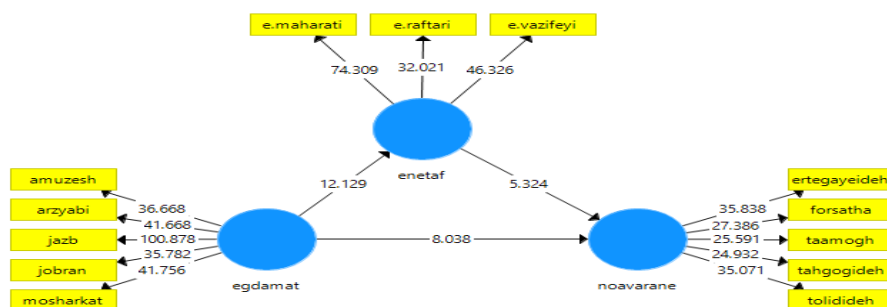 e.maharati
e.raftari
e.vazifeyi
74.309
32.021
46.326
enetaf
12.129
5.324
amuzesh
arzyabi
jazb
jobran
mosharkat
36.668
41.668
100.878
35.782
41.756
egdamat
8.038
noavarane
35.838
27.386
25.591
24.932
35.071
ertegayeideh
forsatha
taamogh
tahgogideh
tolidideh